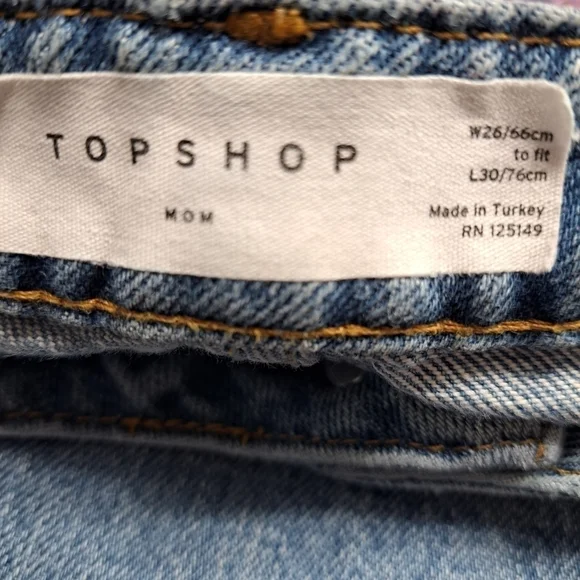 TOPSHOP
MOM
W26/66cm
to fit
L30/76cm
Made in Turkey
RN 125149